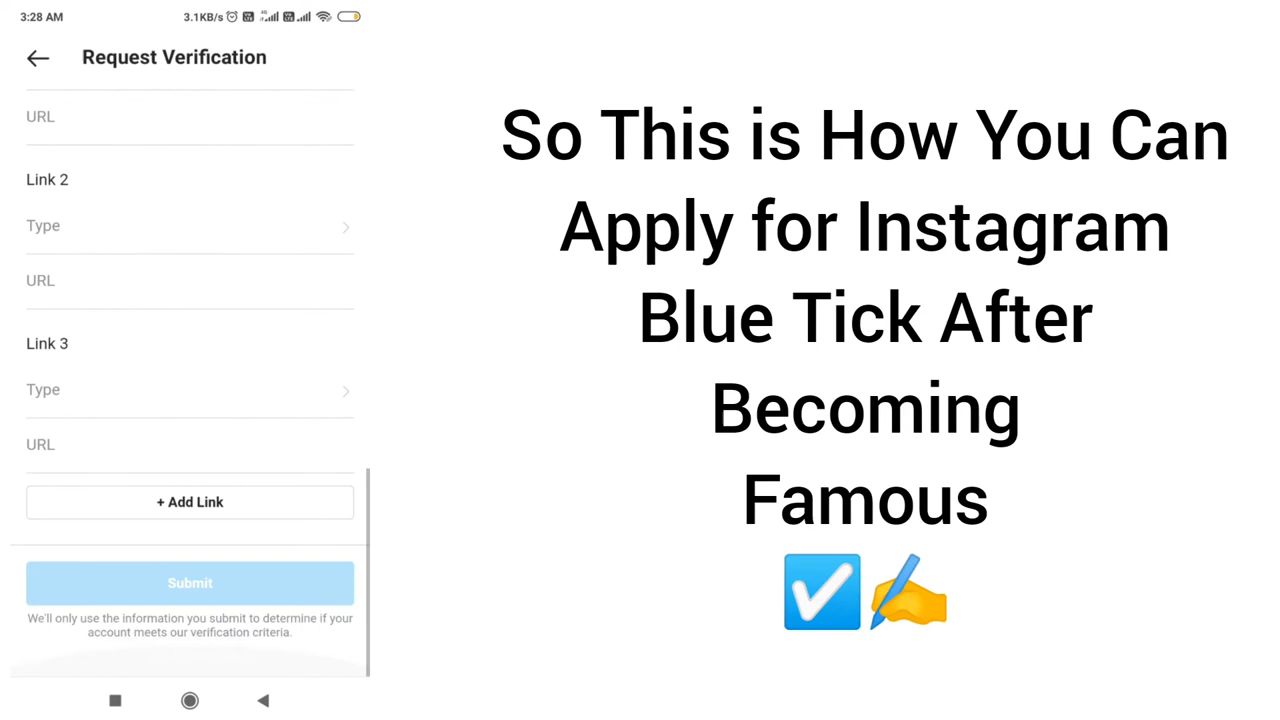 3:28 AM
3.1KB/s
Request Verification
URL
Link 2
Type
URL
Link 3
Type
URL
+ Add Link
Submit
We'll only use the information you submit to determine if your
account meets our verification criteria.
So This is How You Can
Apply for Instagram
Blue Tick After
Becoming
Famous
☑️✍️